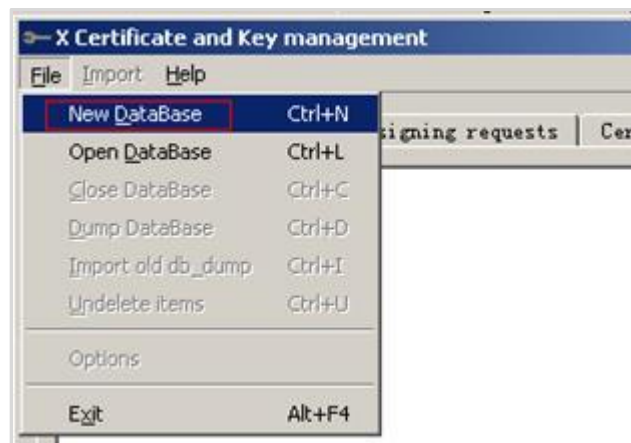 X Certificate and Key management
File Import Help
New DataBase Ctrl+N
signing requests Cer
Open DataBase Ctrl+L
Close DataBase Ctrl+C
Dump DataBase Ctrl+D
Import old db_dump Ctrl+I
Undelete items Ctrl+U
Options
Exit Alt+F4